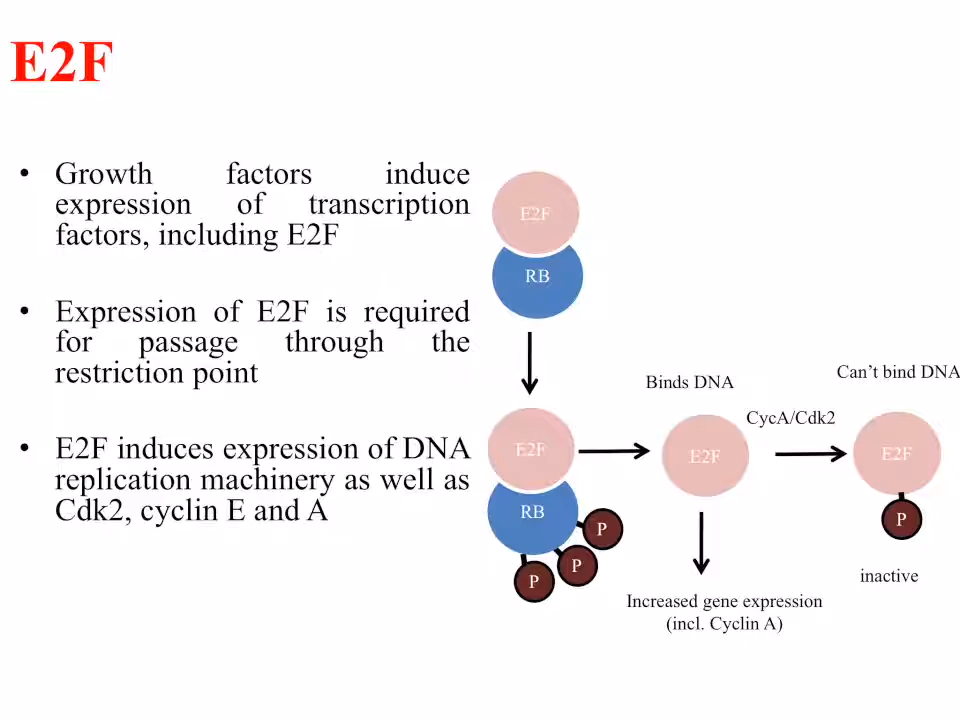 E2F
• Growth factors induce
expression of transcription
factors, including E2F
• Expression of E2F is required
for passage through the
restriction point
• E2F induces expression of DNA
replication machinery as well as
Cdk2, cyclin E and A
E2F
RB
Binds DNA
Can’t bind DNA
CycA/Cdk2
E2F
E2F
E2F
RB
P
P
P
P
inactive
Increased gene expression
(incl. Cyclin A)